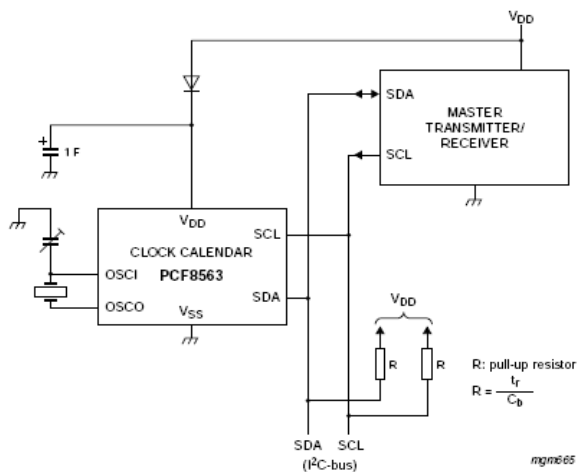 VDD
SDA
MASTER
TRANSMITTER/
RECEIVER
SCL
+
1 F
VDD
SCL
CLOCK CALENDAR
OSCI
PCF8563
SDA
OSCO
VSS
VDD
R
R
R: pull-up resistor
R = tr/Cb
SDA SCL
(I²C-bus)
mgm665